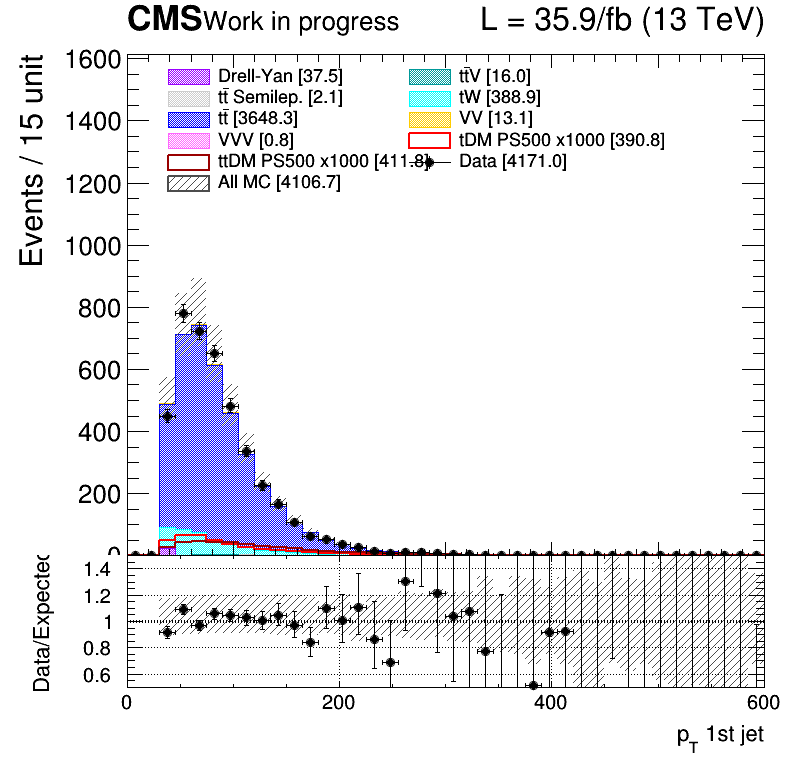 CMS Work in progress L = 35.9/fb (13 TeV)
Events / 15 unit
1600
1400
1200
1000
800
600
400
200
0
Drell-Yan [37.5]
tt̄V [16.0]
tt̄ Semilep. [2.1]
tW [388.9]
tt̄ [3648.3]
VV [13.1]
VVV [0.8]
tDM PS500 x1000 [390.8]
ttDM PS500 x1000 [411.8]
Data [4171.0]
All MC [4106.7]
Data/Expected
1.4
1.2
1
0.8
0.6
0 200 400 600
p_T 1st jet